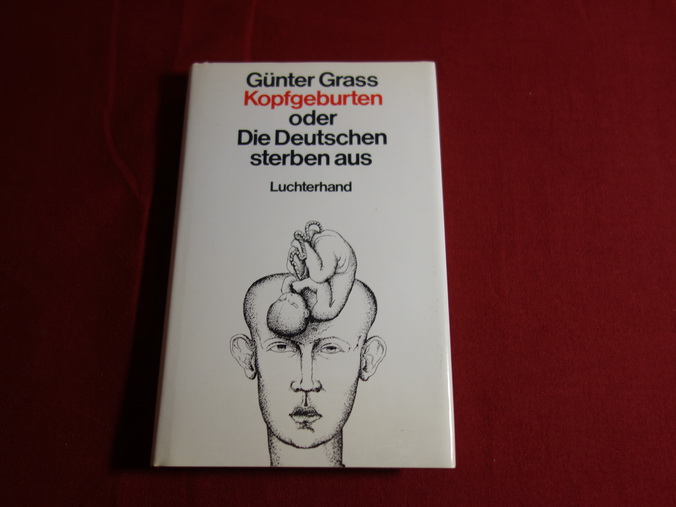 Günter Grass
Kopfgeburten
oder
Die Deutschen
sterben aus
Luchterhand